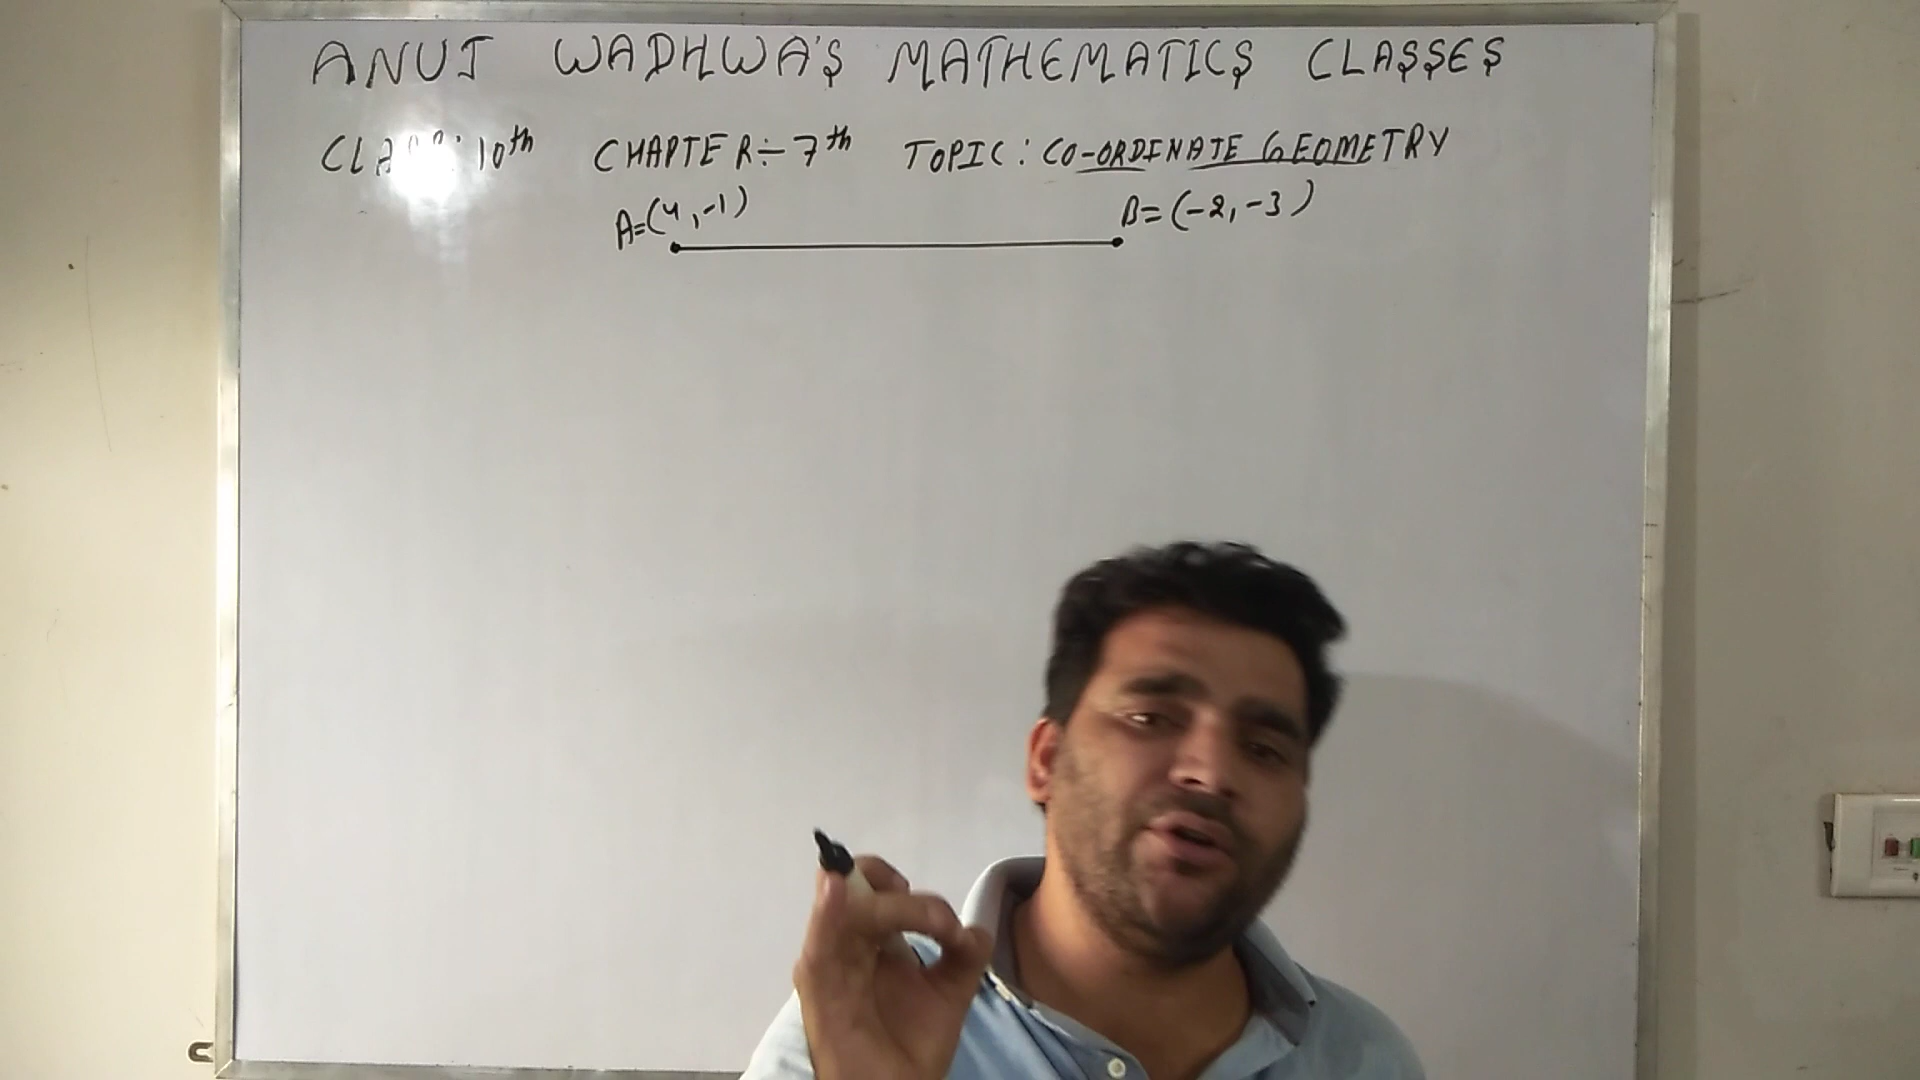 ANUJ WADHWA'S MATHEMATICS CLASSES
10th CHAPTER÷7th TOPIC: CO-ORDINATE GEOMETRY
A=(4,-1) B=(-2,-3)